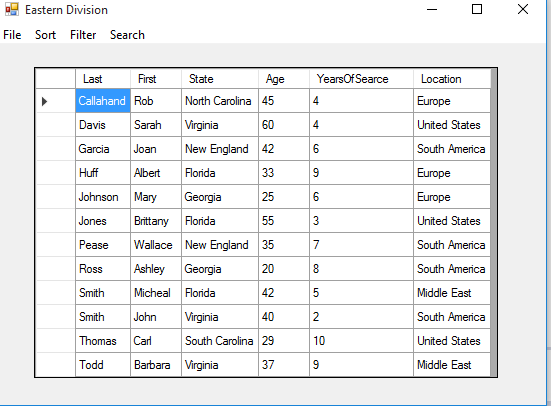 Eastern Division
File Sort Filter Search
Last First State Age YearsOfSearce Location
Callahand Rob North Carolina 45 4 Europe
Davis Sarah Virginia 60 4 United States
Garcia Joan New England 42 6 South America
Huff Albert Florida 33 9 Europe
Johnson Mary Georgia 25 6 Europe
Jones Brittany Florida 55 3 United States
Pease Wallace New England 35 7 South America
Ross Ashley Georgia 20 8 South America
Smith Micheal Florida 42 5 Middle East
Smith John Virginia 40 2 South America
Thomas Carl South Carolina 29 10 United States
Todd Barbara Virginia 37 9 Middle East